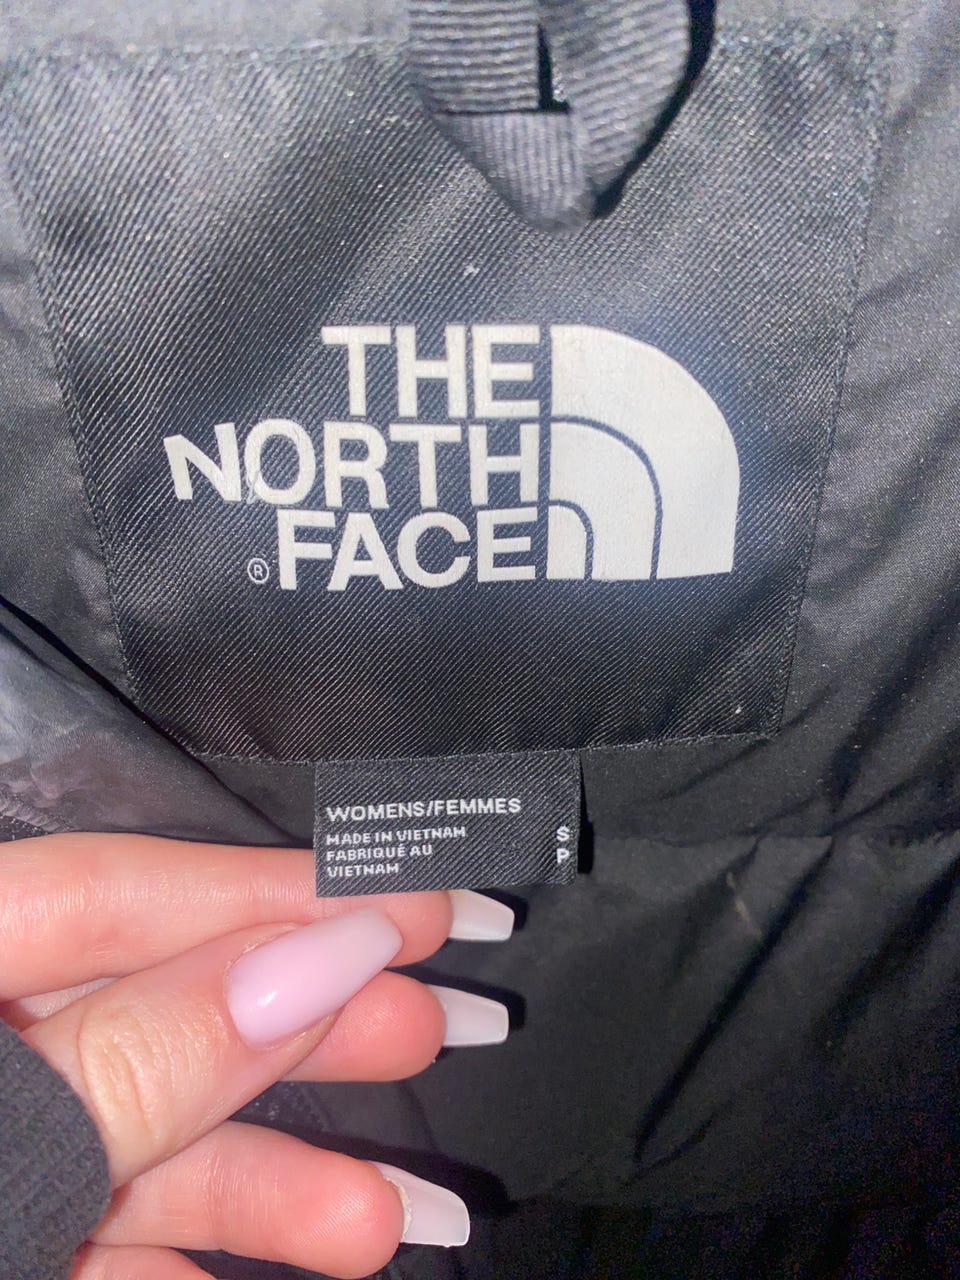 THE
NORTH
FACE
®
WOMENS/FEMMES
MADE IN VIETNAM
FABRIQUÉ AU
VIETNAM
S
P